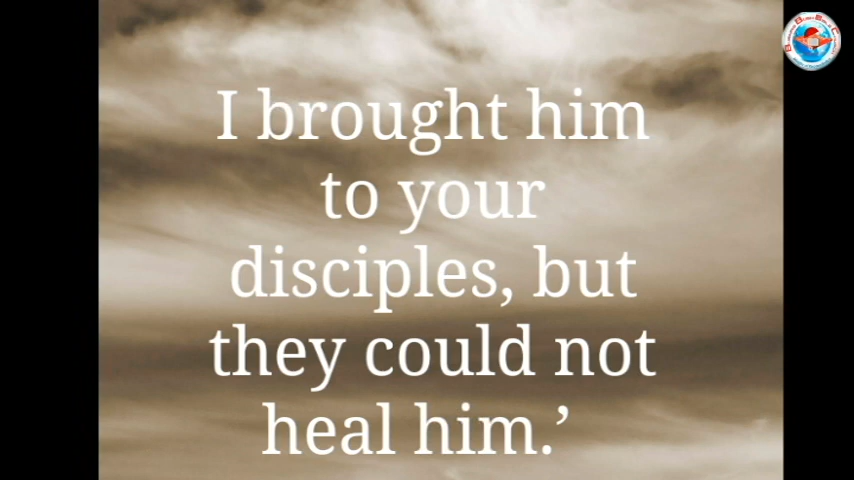 I brought him
to your
disciples, but
they could not
heal him.’